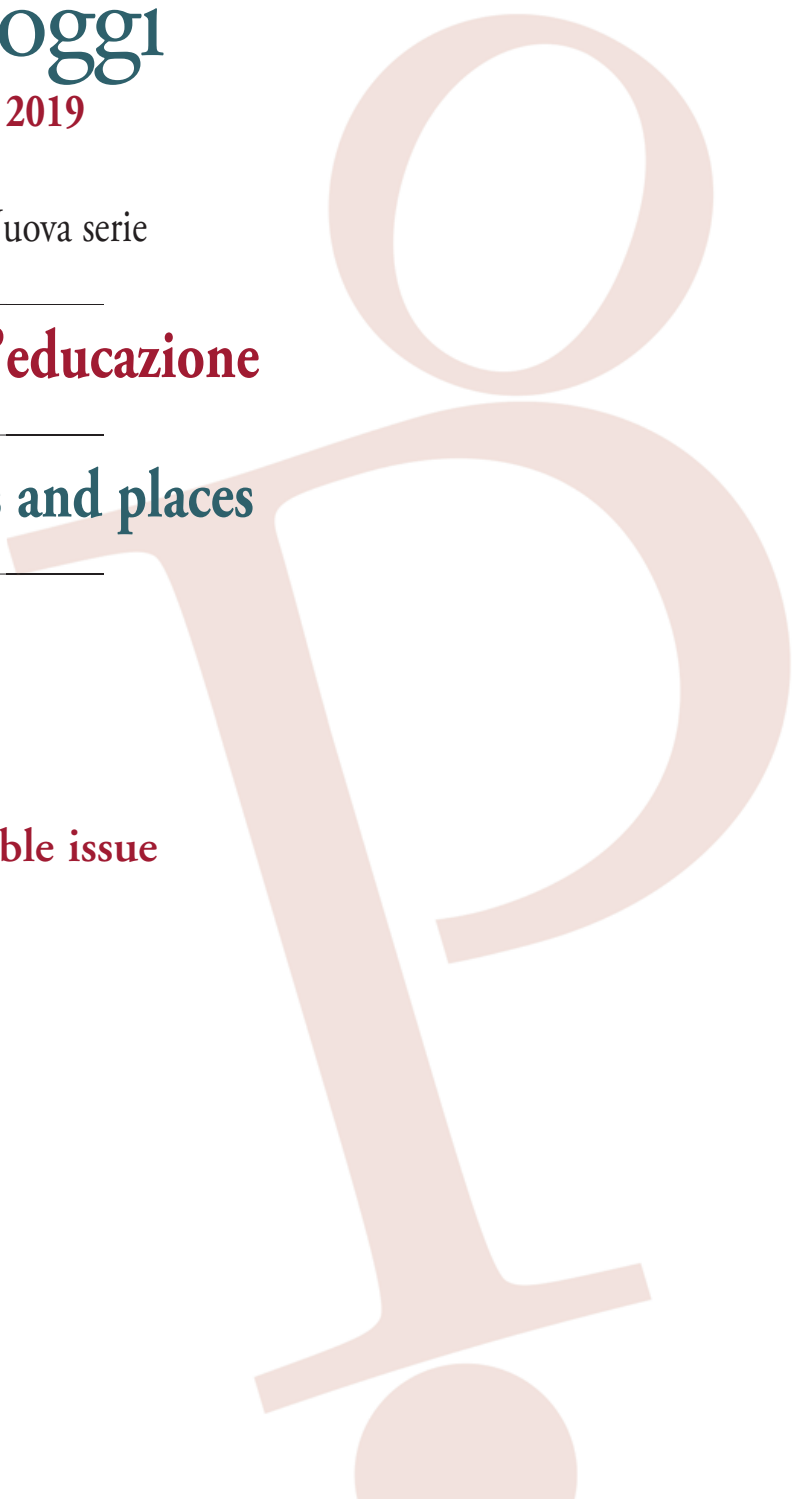 oggi
2019
uova serie
’educazione
and places
ble issue